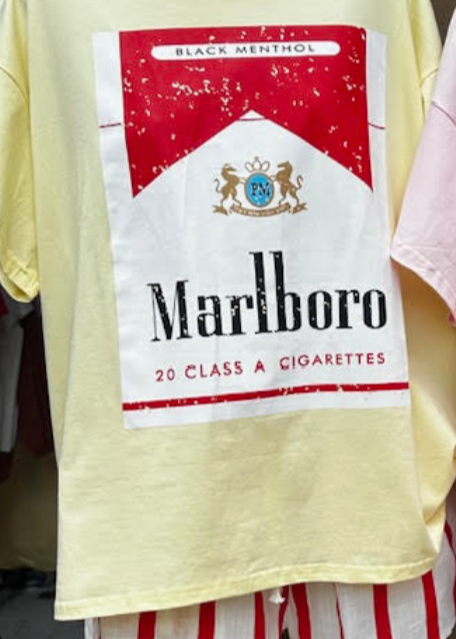 BLACK MENTHOL
PM
Marlboro
20 CLASS A CIGARETTES